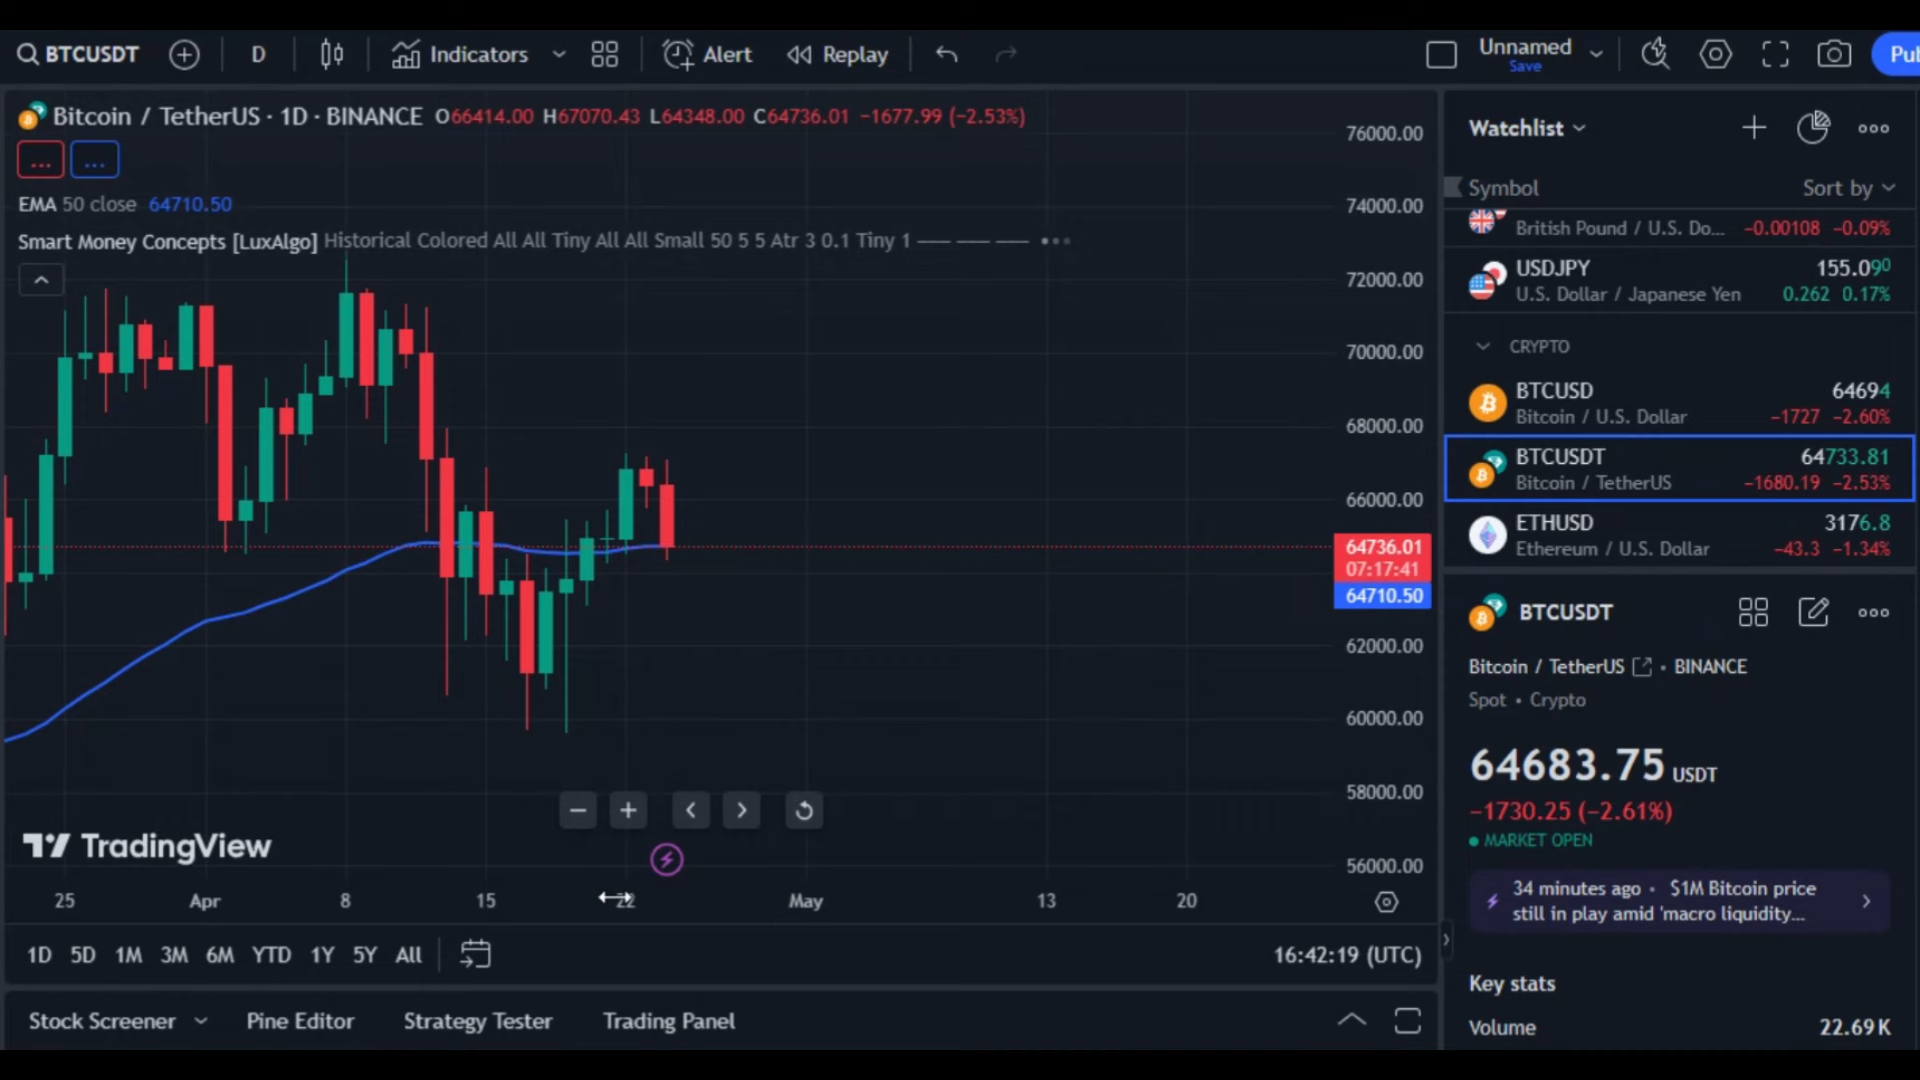 BTCUSDT
D
Indicators
Alert
Replay
Unnamed
Save
Bitcoin / TetherUS · 1D · BINANCE O66414.00 H67070.43 L64348.00 C64736.01 −1677.99 (−2.53%)
...
...
EMA 50 close 64710.50
Smart Money Concepts [LuxAlgo] Historical Colored All All Tiny All All Small 50 5 5 Atr 3 0.1 Tiny 1
76000.00
74000.00
72000.00
70000.00
68000.00
66000.00
64736.01
07:17:41
64710.50
62000.00
60000.00
58000.00
56000.00
TradingView
25 Apr 8 15 22 May 13 20
1D 5D 1M 3M 6M YTD 1Y 5Y All
16:42:19 (UTC)
Stock Screener
Pine Editor
Strategy Tester
Trading Panel
Watchlist
Symbol
Sort by
British Pound / U.S. Do... −0.00108 −0.09%
USDJPY 155.090
U.S. Dollar / Japanese Yen 0.262 0.17%
CRYPTO
BTCUSD 64694
Bitcoin / U.S. Dollar −1727 −2.60%
BTCUSDT 64733.81
Bitcoin / TetherUS −1680.19 −2.53%
ETHUSD 3176.8
Ethereum / U.S. Dollar −43.3 −1.34%
BTCUSDT
Bitcoin / TetherUS • BINANCE
Spot • Crypto
64683.75 USDT
−1730.25 (−2.61%)
MARKET OPEN
34 minutes ago • $1M Bitcoin price
still in play amid 'macro liquidity...
Key stats
Volume 22.69K